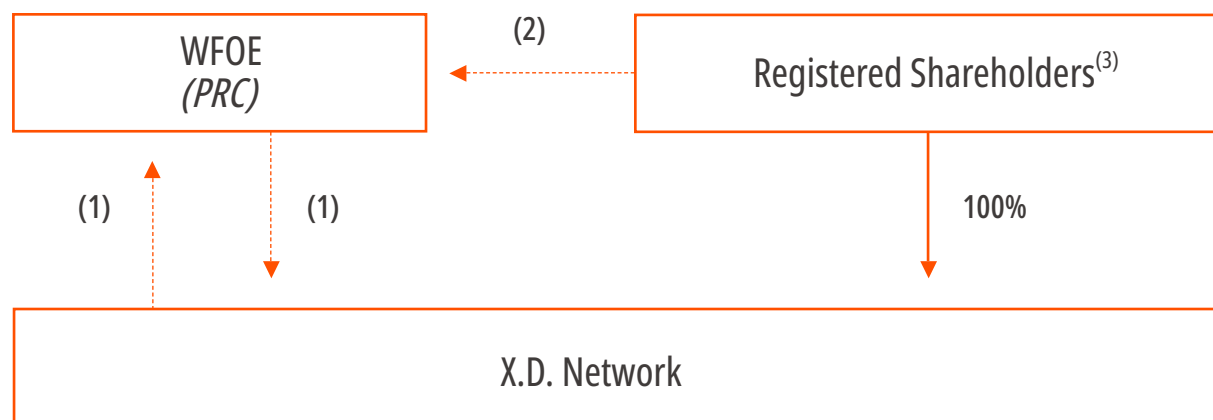 WFOE
(PRC)
(2)
Registered Shareholders(3)
(1)
(1)
100%
X.D. Network